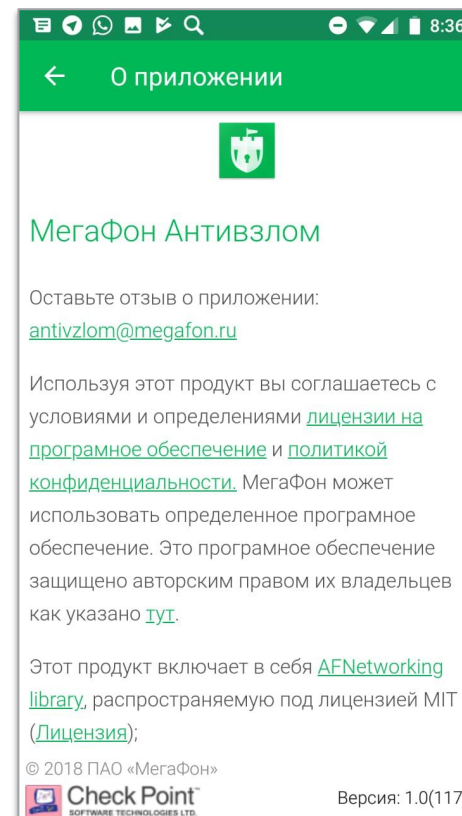 8:36
О приложении
МегаФон Антивзлом
Оставьте отзыв о приложении:
antivzlom@megafon.ru
Используя этот продукт вы соглашаетесь с
условиями и определениями лицензии на
програмное обеспечение и политикой
конфиденциальности. МегаФон может
использовать определенное програмное
обеспечение. Это програмное обеспечение
защищено авторским правом их владельцев
как указано тут.
Этот продукт включает в себя AFNetworking
library, распространяемую под лицензией MIT
(Лицензия);
© 2018 ПАО «МегаФон»
Check Point
SOFTWARE TECHNOLOGIES LTD.
Версия: 1.0(117